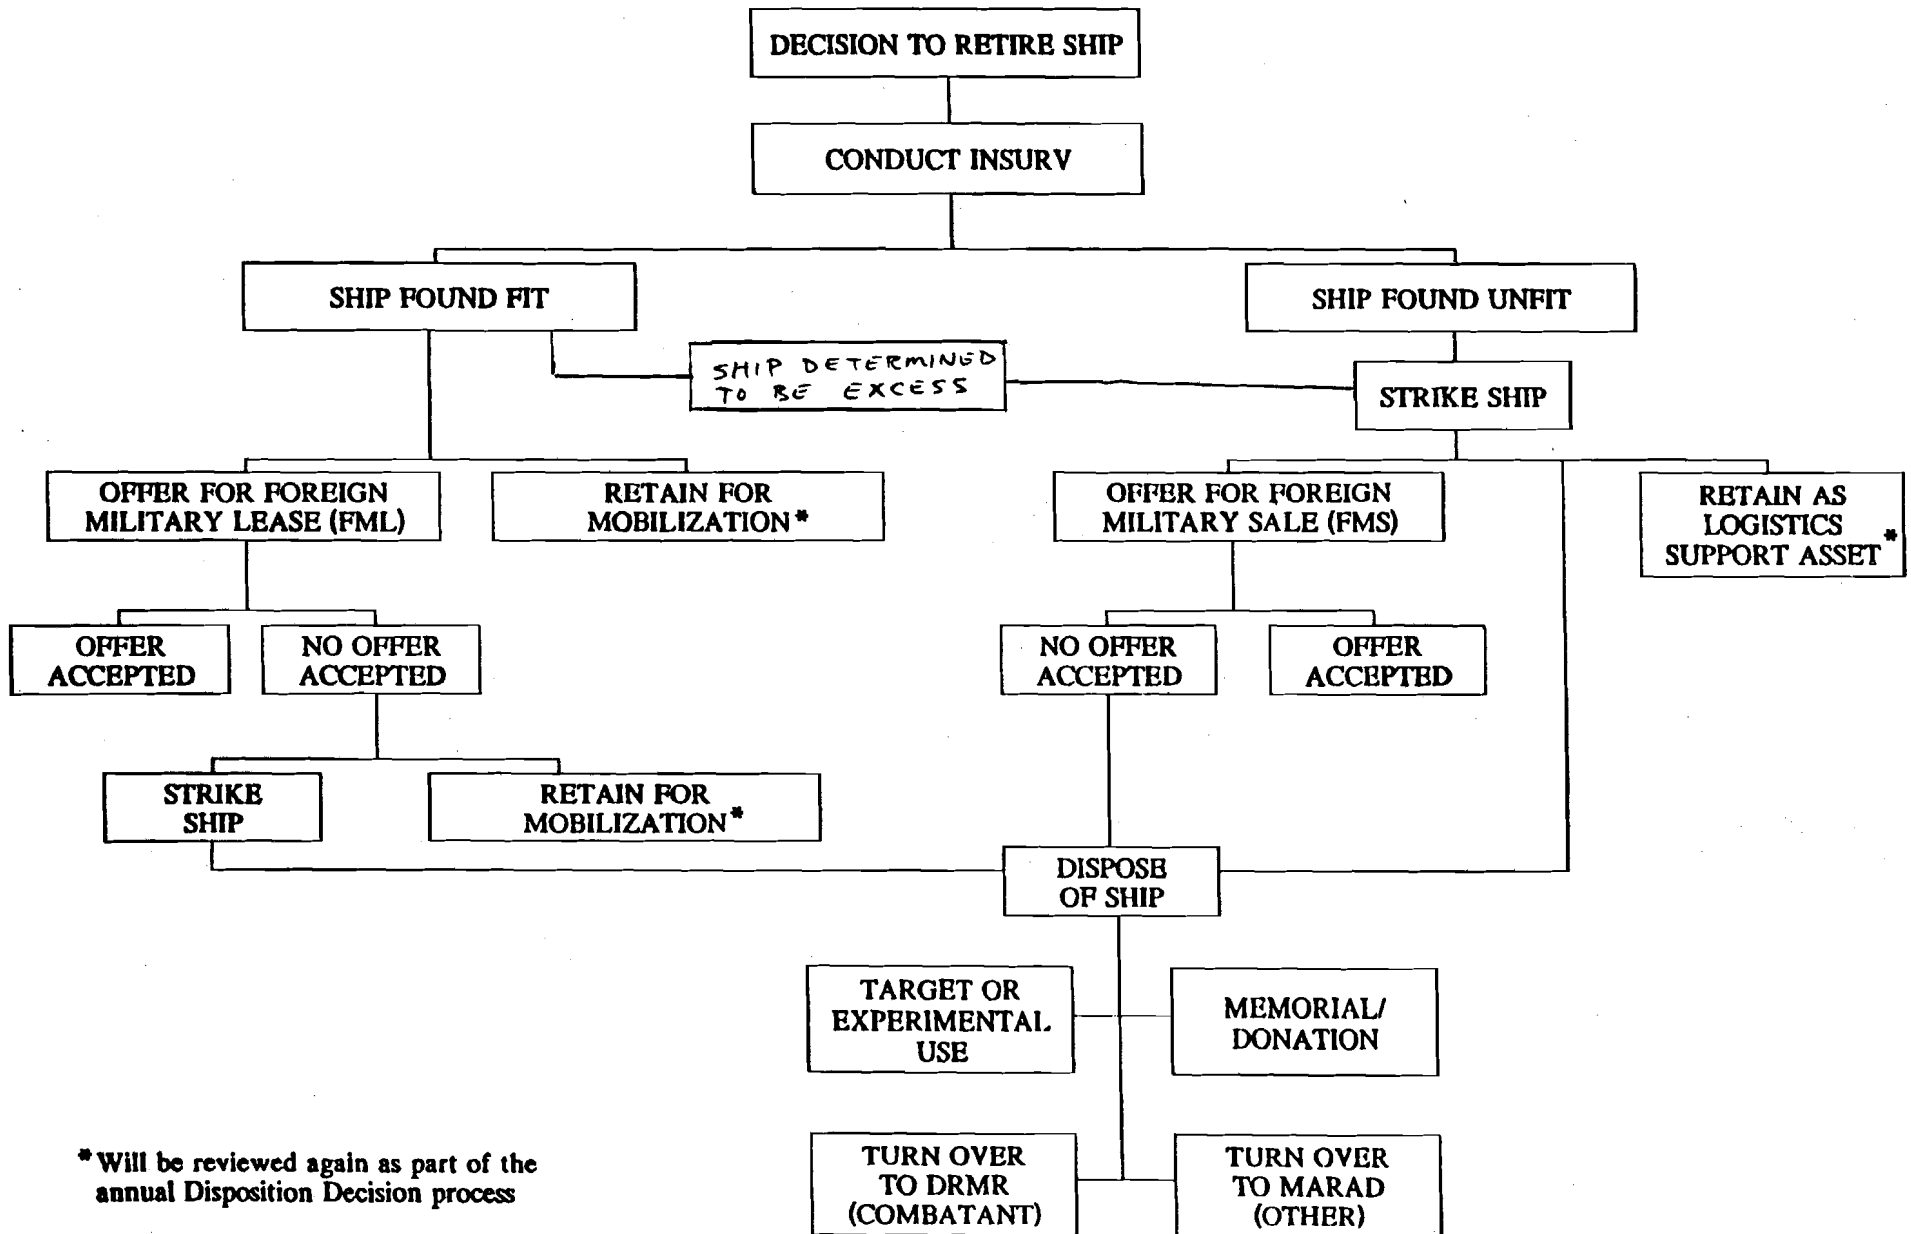 DECISION TO RETIRE SHIP
CONDUCT INSURV
SHIP FOUND FIT
SHIP FOUND UNFIT
SHIP DETERMINED
TO BE EXCESS
STRIKE SHIP
OFFER FOR FOREIGN
MILITARY LEASE (FML)
RETAIN FOR
MOBILIZATION*
OFFER FOR FOREIGN
MILITARY SALE (FMS)
RETAIN AS
LOGISTICS
SUPPORT ASSET*
OFFER
ACCEPTED
NO OFFER
ACCEPTED
NO OFFER
ACCEPTED
OFFER
ACCEPTED
STRIKE
SHIP
RETAIN FOR
MOBILIZATION*
DISPOSE
OF SHIP
TARGET OR
EXPERIMENTAL
USE
MEMORIAL/
DONATION
TURN OVER
TO DRMR
(COMBATANT)
TURN OVER
TO MARAD
(OTHER)
*Will be reviewed again as part of the
annual Disposition Decision process